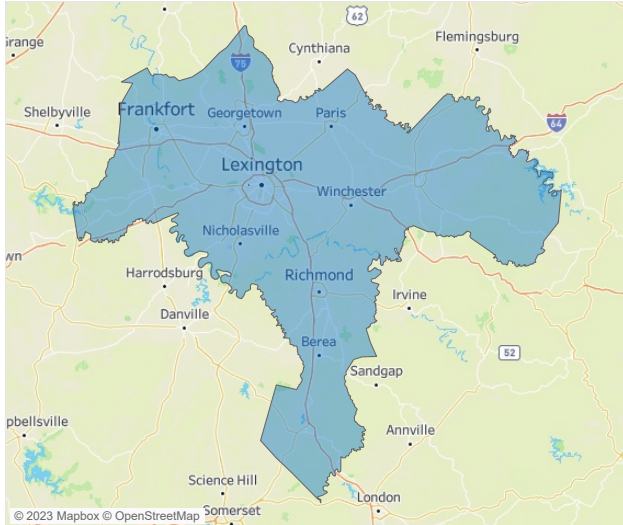 62
Grange
Cynthiana
Flemingsburg
75
Shelbyville
Frankfort
Georgetown
Paris
64
Lexington
Winchester
Nicholasville
wn
Harrodsburg
Richmond
Irvine
Danville
Berea
52
Sandgap
pbellsville
Annville
Science Hill
London
Somerset
© 2023 Mapbox © OpenStreetMap